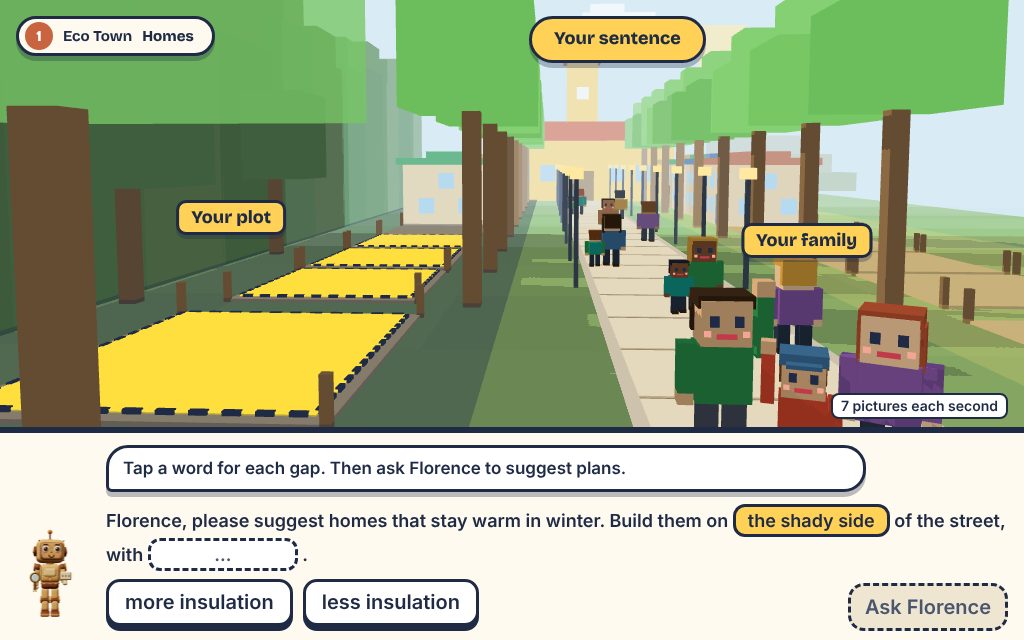 1 Eco Town Homes
Your sentence
Your plot
Your family
7 pictures each second
Tap a word for each gap. Then ask Florence to suggest plans.
Florence, please suggest homes that stay warm in winter. Build them on the shady side of the street,
with ... .
more insulation less insulation
Ask Florence